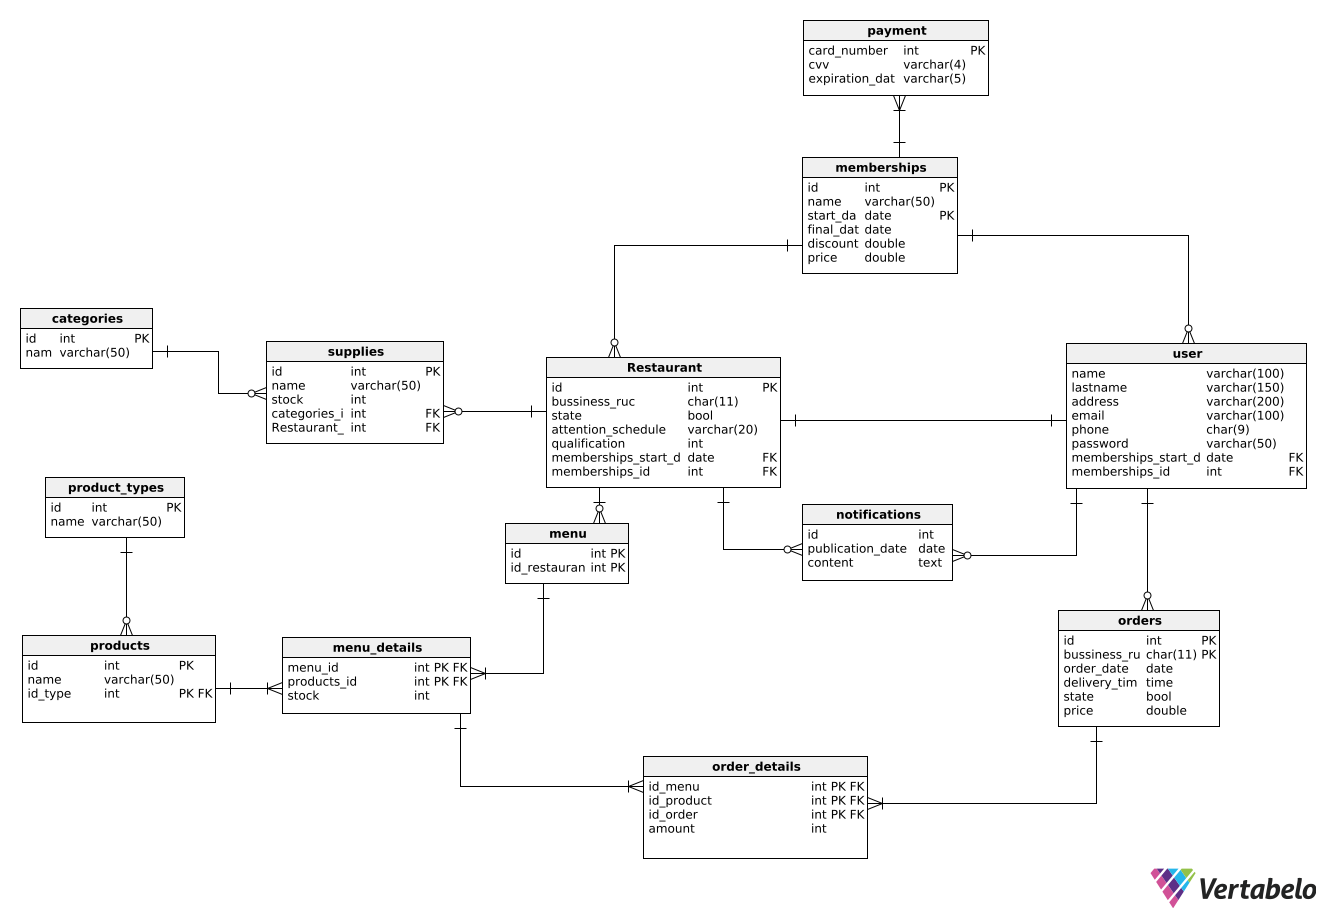 payment
card_number int PK
cvv varchar(4)
expiration_dat varchar(5)
memberships
id int PK
name varchar(50)
start_da date PK
final_dat date
discount double
price double
categories
id int PK
nam varchar(50)
supplies
id int PK
name varchar(50)
stock int
categories_i int FK
Restaurant_ int FK
Restaurant
id int PK
bussiness_ruc char(11)
state bool
attention_schedule varchar(20)
qualification int
memberships_start_d date FK
memberships_id int FK
user
name varchar(100)
lastname varchar(150)
address varchar(200)
email varchar(100)
phone char(9)
password varchar(50)
memberships_start_d date FK
memberships_id int FK
product_types
id int PK
name varchar(50)
menu
id int PK
id_restauran int PK
notifications
id int
publication_date date
content text
products
id int PK
name varchar(50)
id_type int PK FK
menu_details
menu_id int PK FK
products_id int PK FK
stock int
orders
id int PK
bussiness_ru char(11) PK
order_date date
delivery_tim time
state bool
price double
order_details
id_menu int PK FK
id_product int PK FK
id_order int PK FK
amount int
Vertabelo